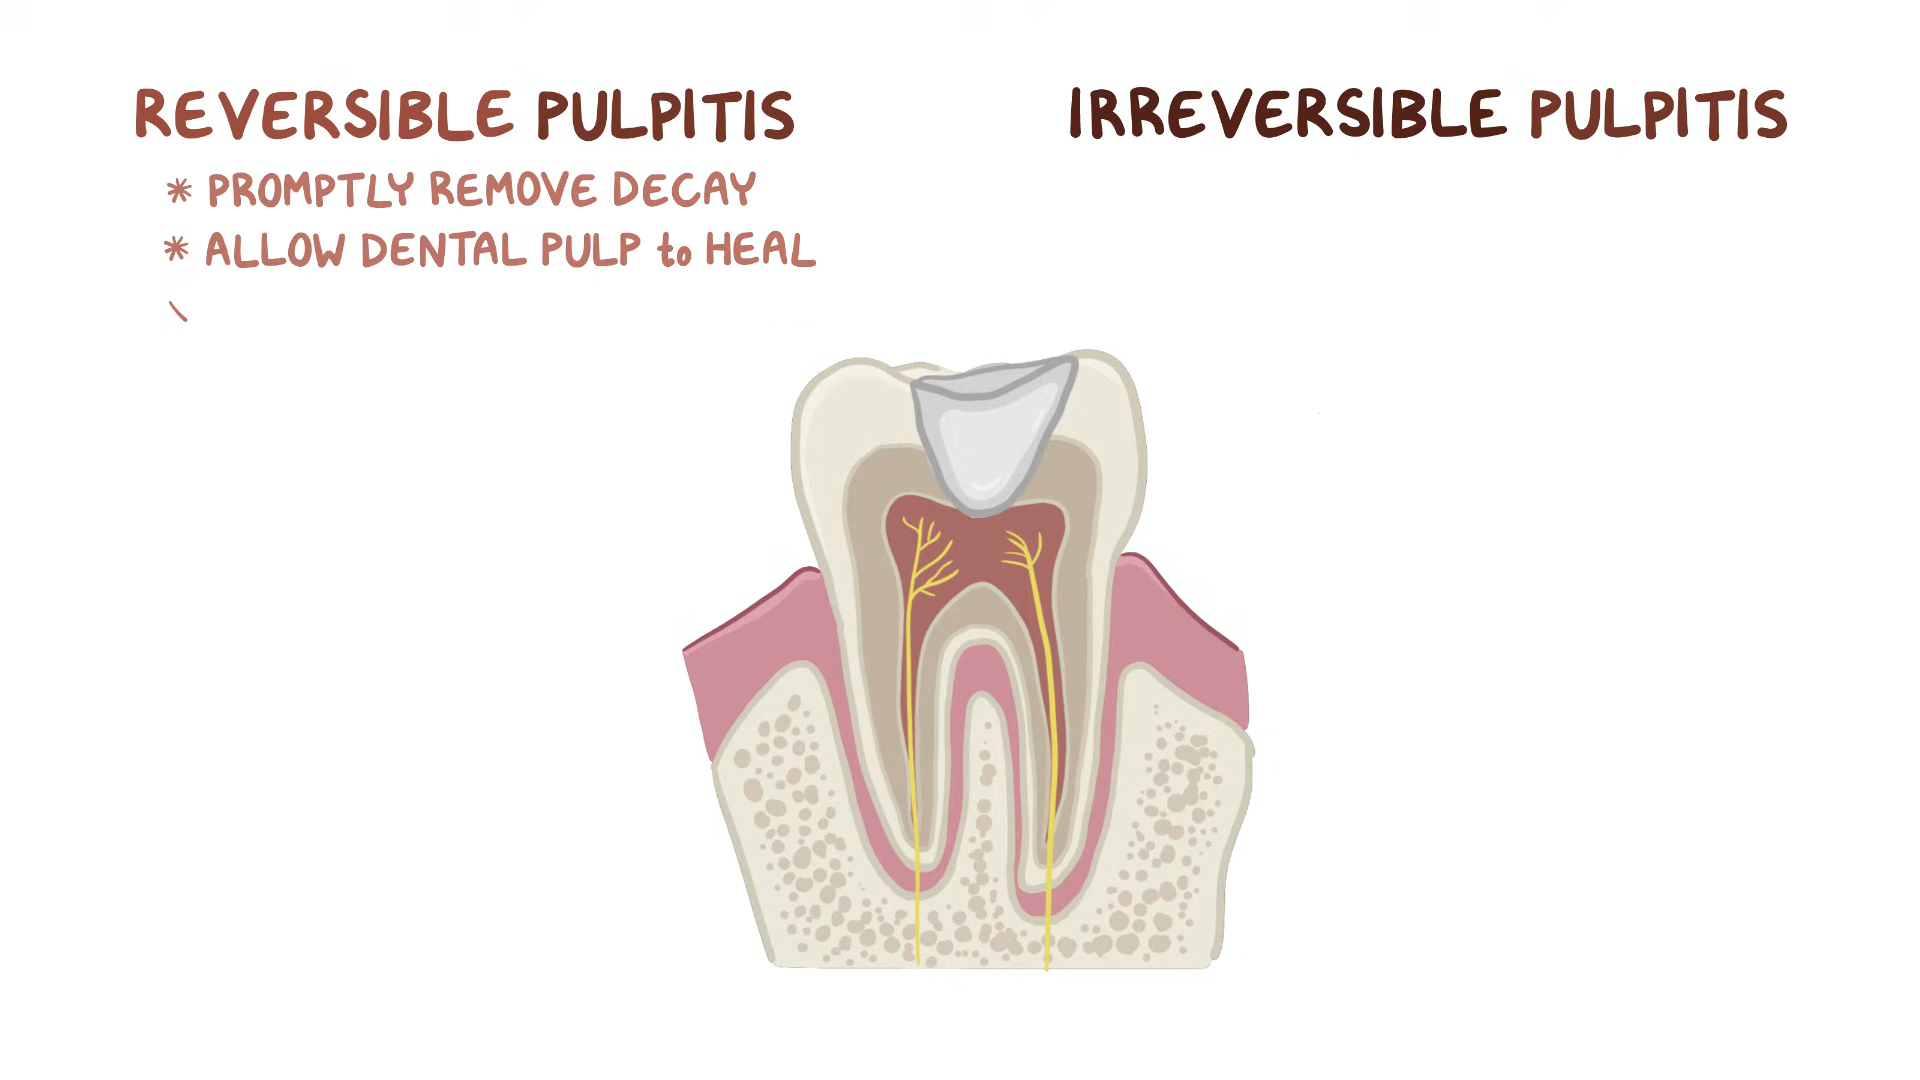 REVERSIBLE PULPITIS
* PROMPTLY REMOVE DECAY
* ALLOW DENTAL PULP to HEAL
IRREVERSIBLE PULPITIS